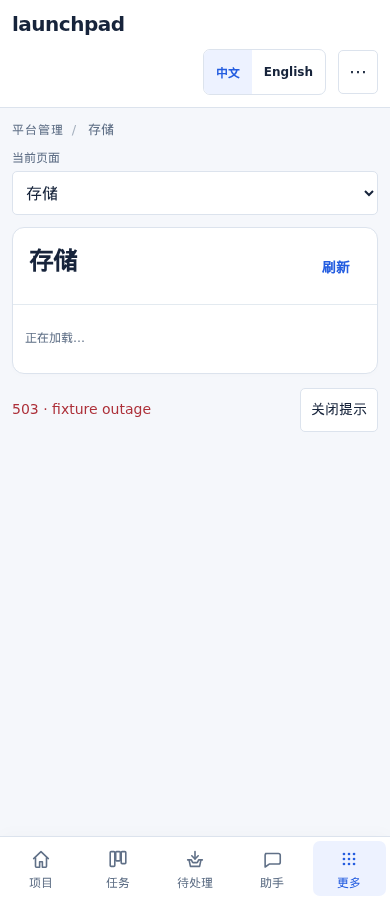 launchpad
中文 English ···
平台管理 / 存储
当前页面
存储
存储 刷新
正在加载...
503 · fixture outage 关闭提示
项目 任务 待处理 助手 更多